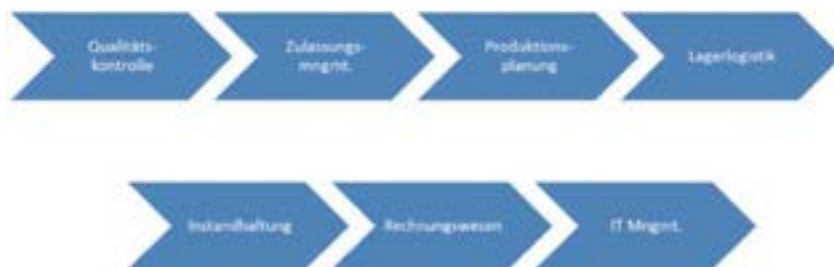 Qualitäts-
kontrolle
Zulassungs-
mngmt.
Produktions-
planung
Lagerlogistik
Instandhaltung
Rechnungswesen
IT Mngmt.